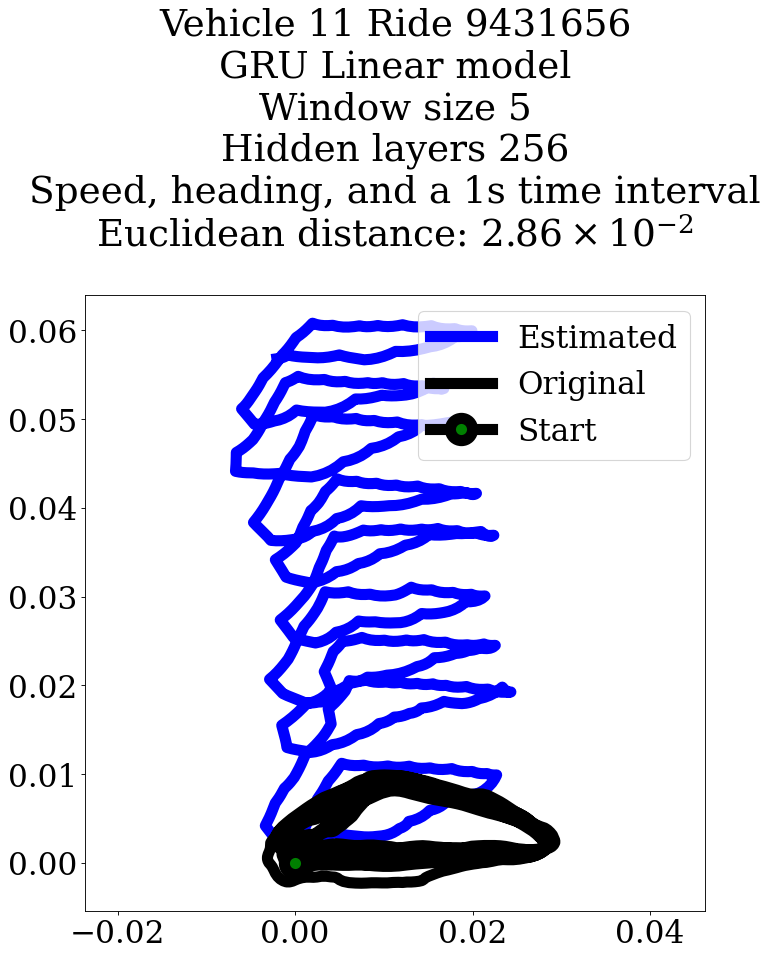 Vehicle 11 Ride 9431656
GRU Linear model
Window size 5
Hidden layers 256
Speed, heading, and a 1s time interval
Euclidean distance: 2.86 × 10⁻²
Estimated
Original
Start
0.06
0.05
0.04
0.03
0.02
0.01
0.00
−0.02 0.00 0.02 0.04